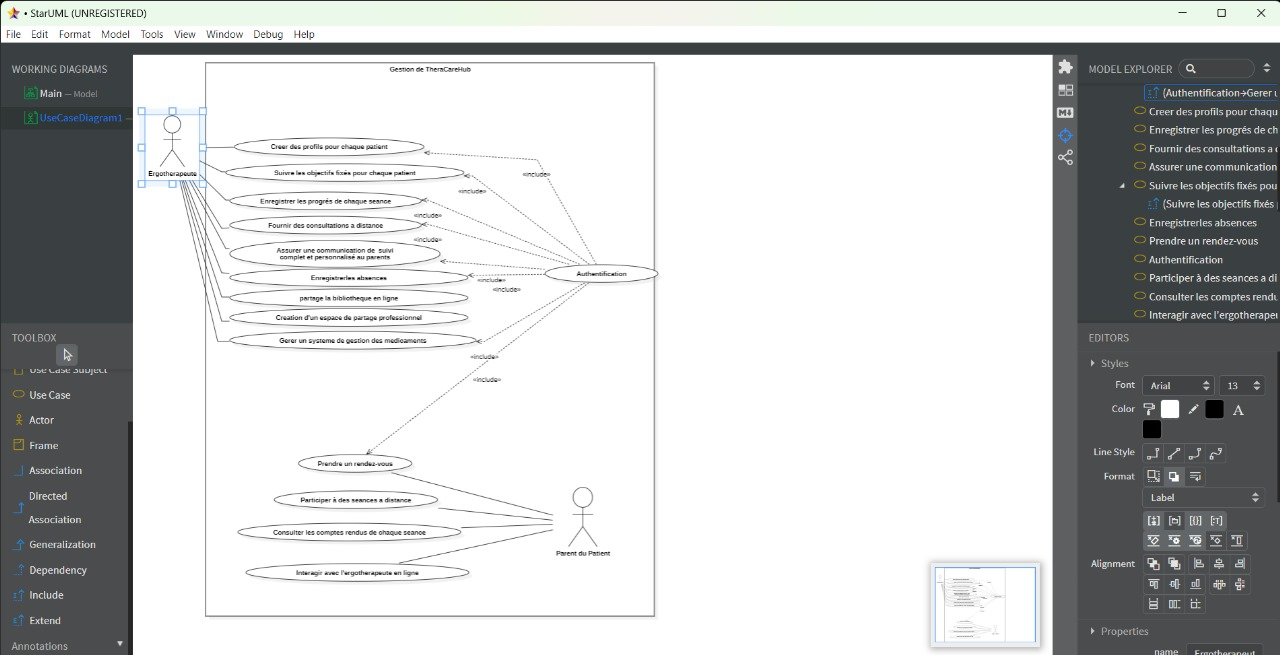 • StarUML (UNREGISTERED)
File Edit Format Model Tools View Window Debug Help
WORKING DIAGRAMS
Main — Model
UseCaseDiagram1 —
TOOLBOX
Use Case Subject
Use Case
Actor
Frame
Association
Directed
Association
Generalization
Dependency
Include
Extend
Annotations
Gestion de TheraCareHub
Ergotherapeute
Creer des profils pour chaque patient
Suivre les objectifs fixés pour chaque patient
Enregistrer les progrés de chaque seance
Fournir des consultations a distance
Assurer une communication de  suivi
complet et personnalisé au parents
Enregistrerles absences
partage la bibliotheque en ligne
Creation d'un espace de partage professionnel
Gerer un systeme de gestion des medicaments
«include»
«include»
«include»
«include»
«include»
«include»
«include»
«include»
Authentification
Prendre un rendez-vous
Participer à des seances a distance
Consulter les comptes rendus de chaque seance
Interagir avec l'ergotherapeute en ligne
Parent du Patient
MODEL EXPLORER
(Authentification→Gerer u
Creer des profils pour chaqu
Enregistrer les progrés de ch
Fournir des consultations a d
Assurer une communication
Suivre les objectifs fixés pou
(Suivre les objectifs fixés
Enregistrerles absences
Prendre un rendez-vous
Authentification
Participer à des seances a di
Consulter les comptes rendu
Interagir avec l'ergotherapeu
EDITORS
Styles
Font Arial 13
Color A
Line Style
Format
Label
Alignment
Properties
name Ergotherapeut